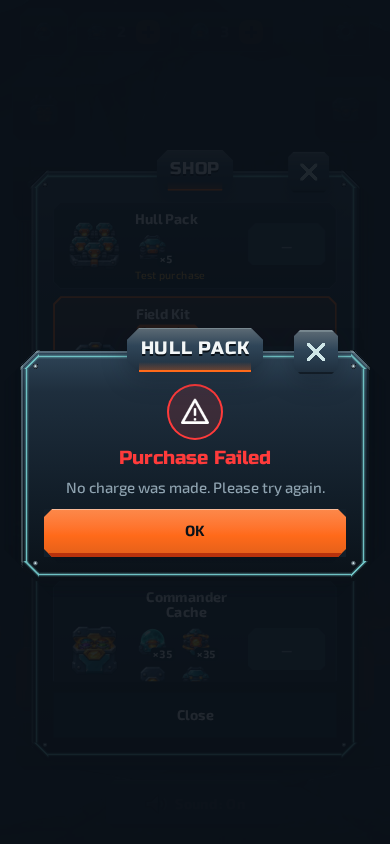 SHOP
Hull Pack
×5
Test purchase
Field Kit
HULL PACK
Purchase Failed
No charge was made. Please try again.
OK
Commander
Cache
×35 ×35
Close